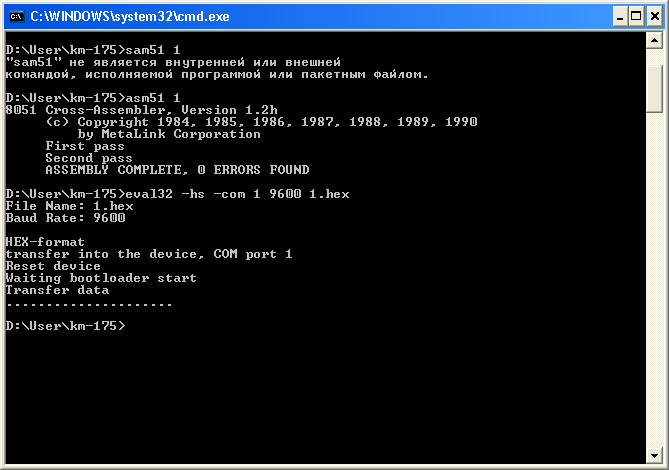 C:\WINDOWS\system32\cmd.exe
D:\User\km-175>sam51 1
"sam51" не является внутренней или внешней
командой, исполняемой программой или пакетным файлом.
D:\User\km-175>asm51 1
8051 Cross-Assembler, Version 1.2h
(c) Copyright 1984, 1985, 1986, 1987, 1988, 1989, 1990
by MetaLink Corporation
First pass
Second pass
ASSEMBLY COMPLETE, 0 ERRORS FOUND
D:\User\km-175>eval32 -hs -com 1 9600 1.hex
File Name: 1.hex
Baud Rate: 9600
HEX-format
transfer into the device, COM port 1
Reset device
Waiting bootloader start
Transfer data
---------------------
D:\User\km-175>